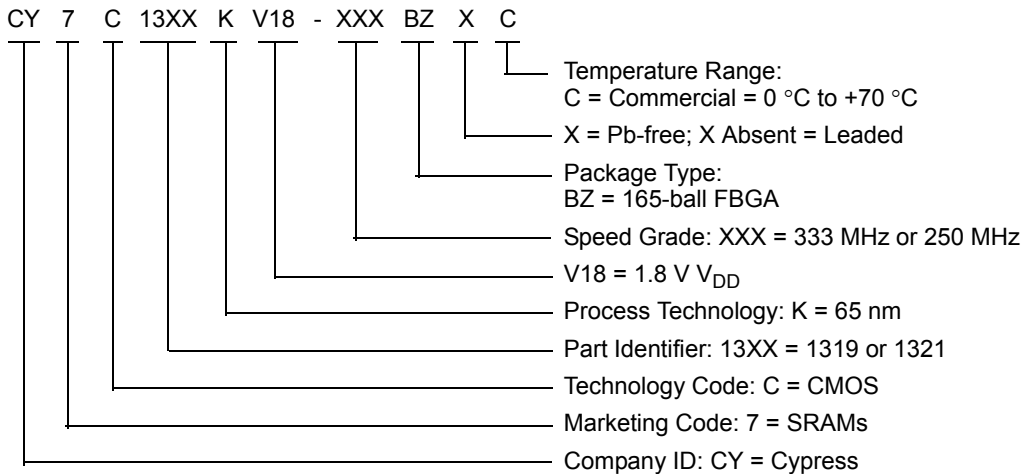 CY 7 C 13XX K V18 - XXX BZ X C
Temperature Range:
C = Commercial = 0 °C to +70 °C
X = Pb-free; X Absent = Leaded
Package Type:
BZ = 165-ball FBGA
Speed Grade: XXX = 333 MHz or 250 MHz
V18 = 1.8 V VDD
Process Technology: K = 65 nm
Part Identifier: 13XX = 1319 or 1321
Technology Code: C = CMOS
Marketing Code: 7 = SRAMs
Company ID: CY = Cypress